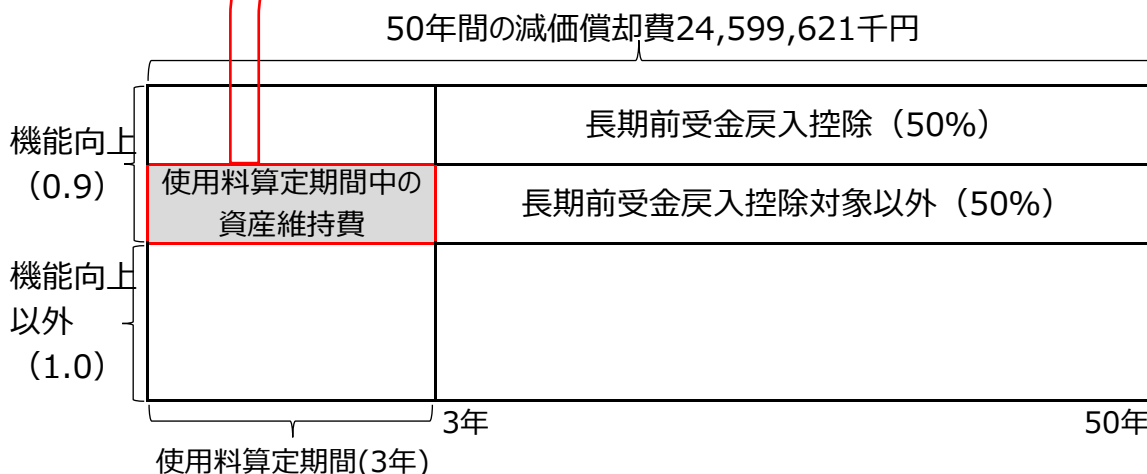 50年間の減価償却費24,599,621千円
機能向上
（0.9）
長期前受金戻入控除（50%）
使用料算定期間中の
資産維持費
長期前受金戻入控除対象以外（50%）
機能向上
以外
（1.0）
3年
50年
使用料算定期間(3年)